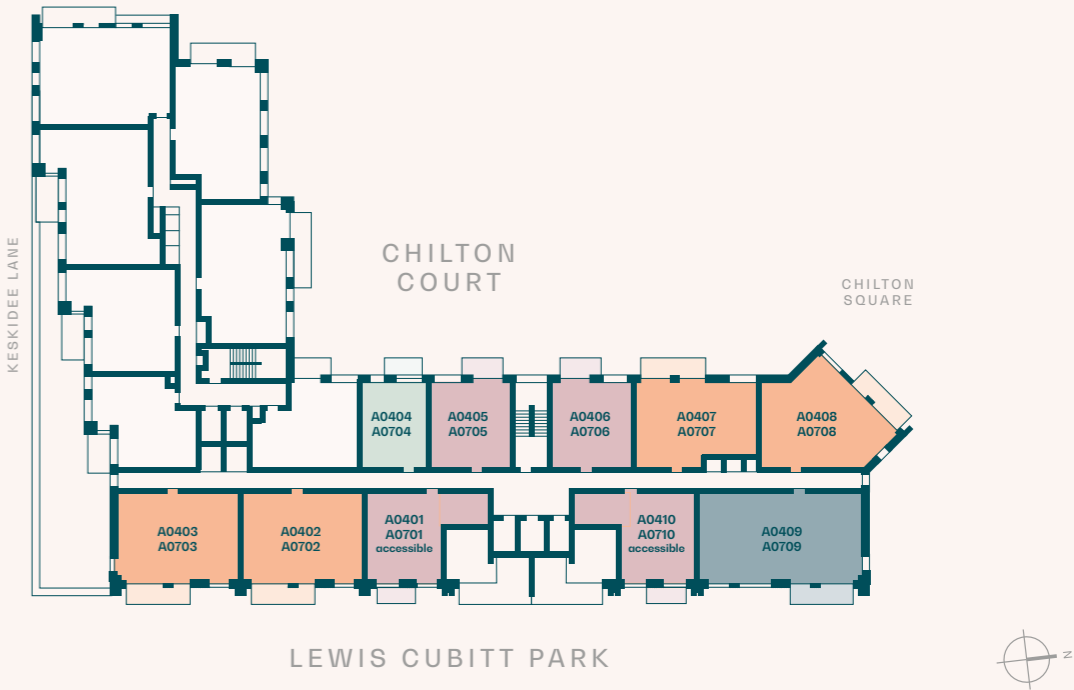 CHILTON
COURT
CHILTON
SQUARE
KESKIDEE LANE
A0404
A0704
A0405
A0705
A0406
A0706
A0407
A0707
A0408
A0708
A0403
A0703
A0402
A0702
A0401
A0701
accessible
A0410
A0710
accessible
A0409
A0709
LEWIS CUBITT PARK
N